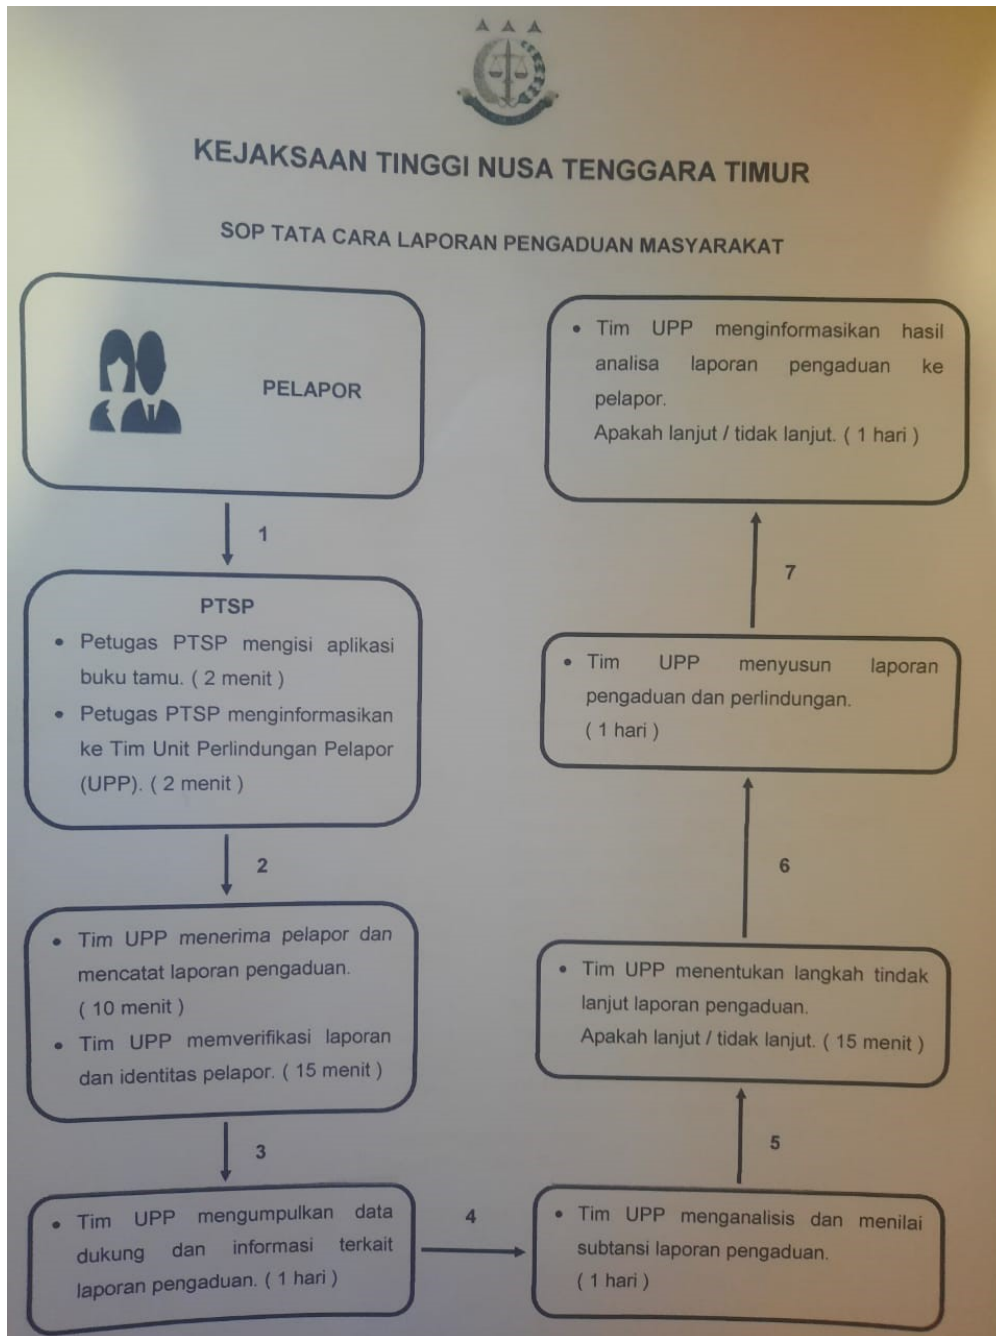 KEJAKSAAN TINGGI NUSA TENGGARA TIMUR
SOP TATA CARA LAPORAN PENGADUAN MASYARAKAT
PELAPOR
1
PTSP
• Petugas PTSP mengisi aplikasi
buku tamu. ( 2 menit )
• Petugas PTSP menginformasikan
ke Tim Unit Perlindungan Pelapor
(UPP). ( 2 menit )
2
• Tim UPP menerima pelapor dan
mencatat laporan pengaduan.
( 10 menit )
• Tim UPP memverifikasi laporan
dan identitas pelapor. ( 15 menit )
3
• Tim UPP mengumpulkan data
dukung dan informasi terkait
laporan pengaduan. ( 1 hari )
4
• Tim UPP menganalisis dan menilai
subtansi laporan pengaduan.
( 1 hari )
5
• Tim UPP menentukan langkah tindak
lanjut laporan pengaduan.
Apakah lanjut / tidak lanjut. ( 15 menit )
6
• Tim UPP menyusun laporan
pengaduan dan perlindungan.
( 1 hari )
7
• Tim UPP menginformasikan hasil
analisa laporan pengaduan ke
pelapor.
Apakah lanjut / tidak lanjut. ( 1 hari )